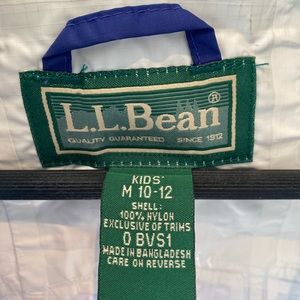 L.L.Bean®
QUALITY GUARANTEED SINCE 1912
KIDS'
M 10-12
SHELL:
100% NYLON
EXCLUSIVE OF TRIMS
0 BVS1
MADE IN BANGLADESH
CARE ON REVERSE